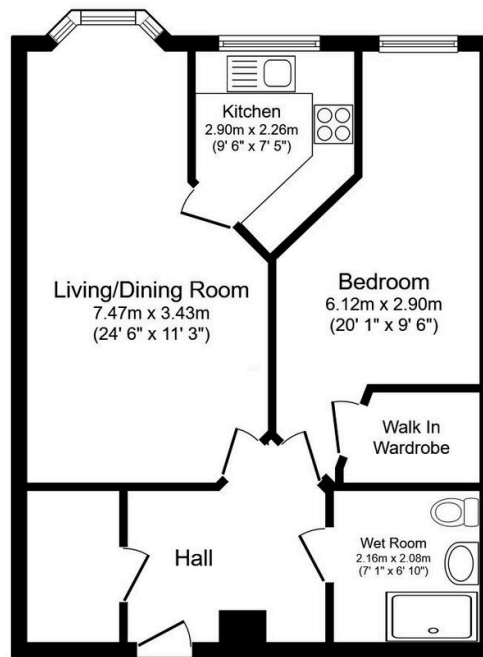 Kitchen
2.90m x 2.26m
(9' 6" x 7' 5")
Living/Dining Room
7.47m x 3.43m
(24' 6" x 11' 3")
Bedroom
6.12m x 2.90m
(20' 1" x 9' 6")
Walk In
Wardrobe
Hall
Wet Room
2.16m x 2.08m
(7' 1" x 6' 10")